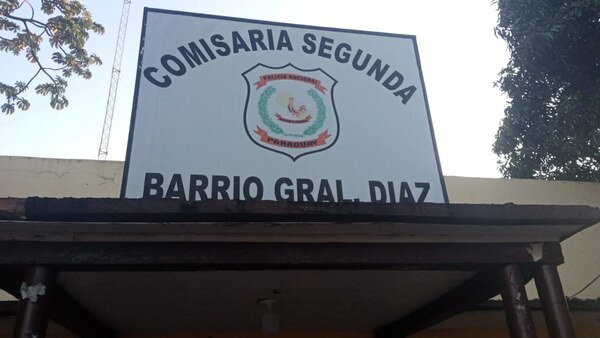 COMISARIA SEGUNDA
POLICIA NACIONAL
PARAGUAY
BARRIO GRAL. DIAZ